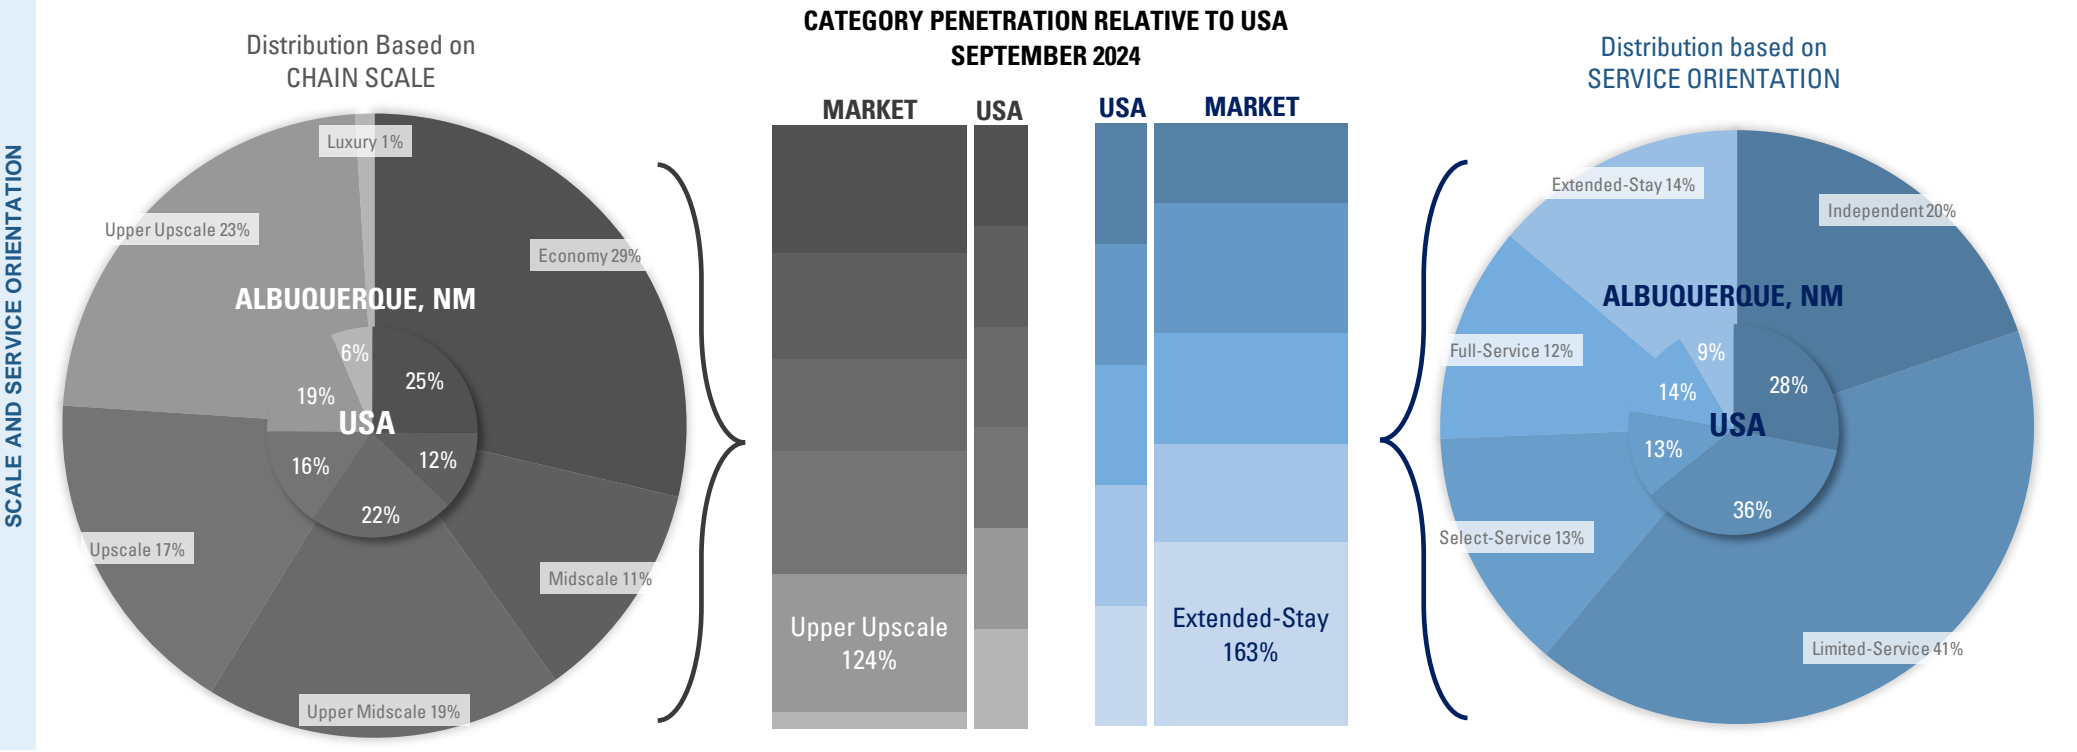 SCALE AND SERVICE ORIENTATION
Distribution Based on
CHAIN SCALE
Luxury 1%
Upper Upscale 23%
Economy 29%
ALBUQUERQUE, NM
6%
25%
19%
USA
16%
12%
22%
Upscale 17%
Midscale 11%
Upper Midscale 19%
CATEGORY PENETRATION RELATIVE TO USA
SEPTEMBER 2024
MARKET
USA
USA
MARKET
Upper Upscale
124%
Extended-Stay
163%
Distribution based on
SERVICE ORIENTATION
Extended-Stay 14%
Independent 20%
ALBUQUERQUE, NM
Full-Service 12%
9%
28%
14%
USA
13%
36%
Select-Service 13%
Limited-Service 41%